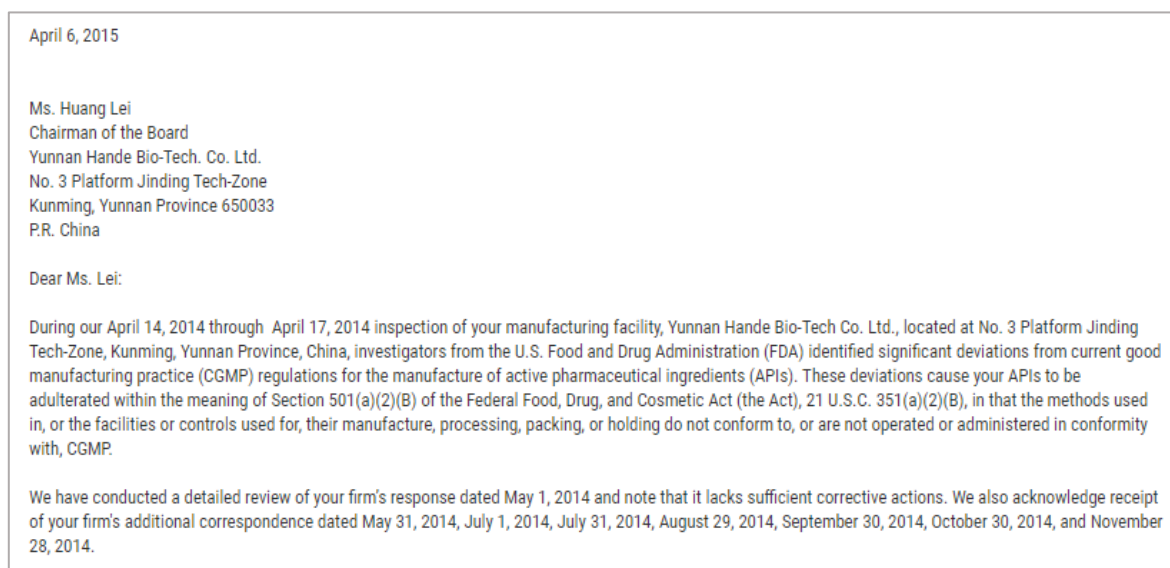 April 6, 2015
Ms. Huang Lei
Chairman of the Board
Yunnan Hande Bio-Tech. Co. Ltd.
No. 3 Platform Jinding Tech-Zone
Kunming, Yunnan Province 650033
P.R. China
Dear Ms. Lei:
During our April 14, 2014 through  April 17, 2014 inspection of your manufacturing facility, Yunnan Hande Bio-Tech Co. Ltd., located at No. 3 Platform Jinding
Tech-Zone, Kunming, Yunnan Province, China, investigators from the U.S. Food and Drug Administration (FDA) identified significant deviations from current good
manufacturing practice (CGMP) regulations for the manufacture of active pharmaceutical ingredients (APIs). These deviations cause your APIs to be
adulterated within the meaning of Section 501(a)(2)(B) of the Federal Food, Drug, and Cosmetic Act (the Act), 21 U.S.C. 351(a)(2)(B), in that the methods used
in, or the facilities or controls used for, their manufacture, processing, packing, or holding do not conform to, or are not operated or administered in conformity
with, CGMP.
We have conducted a detailed review of your firm's response dated May 1, 2014 and note that it lacks sufficient corrective actions. We also acknowledge receipt
of your firm's additional correspondence dated May 31, 2014, July 1, 2014, July 31, 2014, August 29, 2014, September 30, 2014, October 30, 2014, and November
28, 2014.